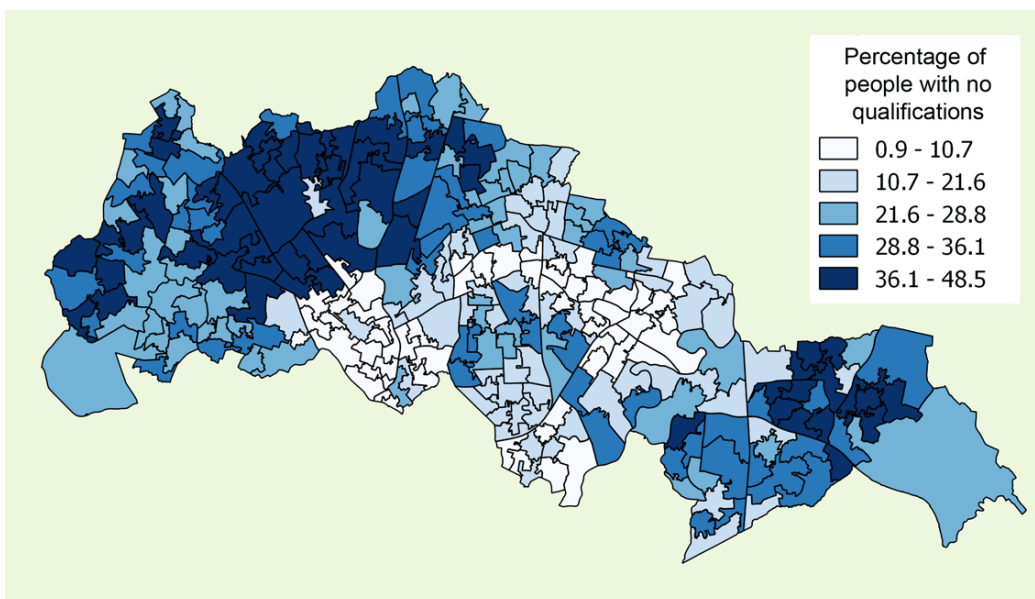 Percentage of
people with no
qualifications
0.9 - 10.7
10.7 - 21.6
21.6 - 28.8
28.8 - 36.1
36.1 - 48.5